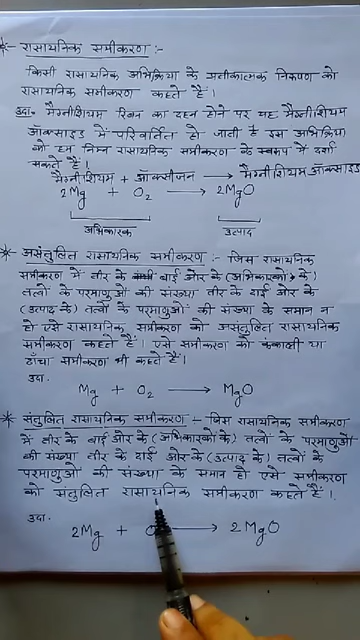 * रासायनिक समीकरण :-
किसी रासायनिक अभिक्रिया के प्रतीकात्मक निरूपण को
रासायनिक समीकरण कहते हैं।
उदा॰ मैग्नीशियम रिबन का दहन होने पर यह मैग्नीशियम
ऑक्साइड में परिवर्तित हो जाती है इस अभिक्रिया
को हम निम्न रासायनिक समीकरण के स्वरूप में दर्शा
सकते हैं।
मैग्नीशियम + ऑक्सीजन → मैग्नीशियम ऑक्साइड
2Mg + O₂ → 2MgO
अभिकारक उत्पाद
* असंतुलित रासायनिक समीकरण :- जिस रासायनिक
समीकरण में तीर के बाईं ओर के (अभिकारकों के)
तत्वों के परमाणुओं की संख्या तीर के दाईं ओर के
(उत्पाद के) तत्वों के परमाणुओं की संख्या के समान न
हो ऐसे रासायनिक समीकरण को असंतुलित रासायनिक
समीकरण कहते हैं। ऐसे समीकरण को कंकाली या
ढाँचा समीकरण भी कहते हैं।
उदा.
Mg + O₂ → MgO
* संतुलित रासायनिक समीकरण - जिस समीकरण
में तीर के बाईं ओर के (अभिकारकों के) तत्वों के परमाणुओं
की संख्या तीर के दाईं ओर के (उत्पाद के) तत्वों के
परमाणुओं की संख्या के समान हो ऐसे समीकरण
को संतुलित रासायनिक समीकरण कहते हैं।
उदा.
2Mg + O → 2MgO